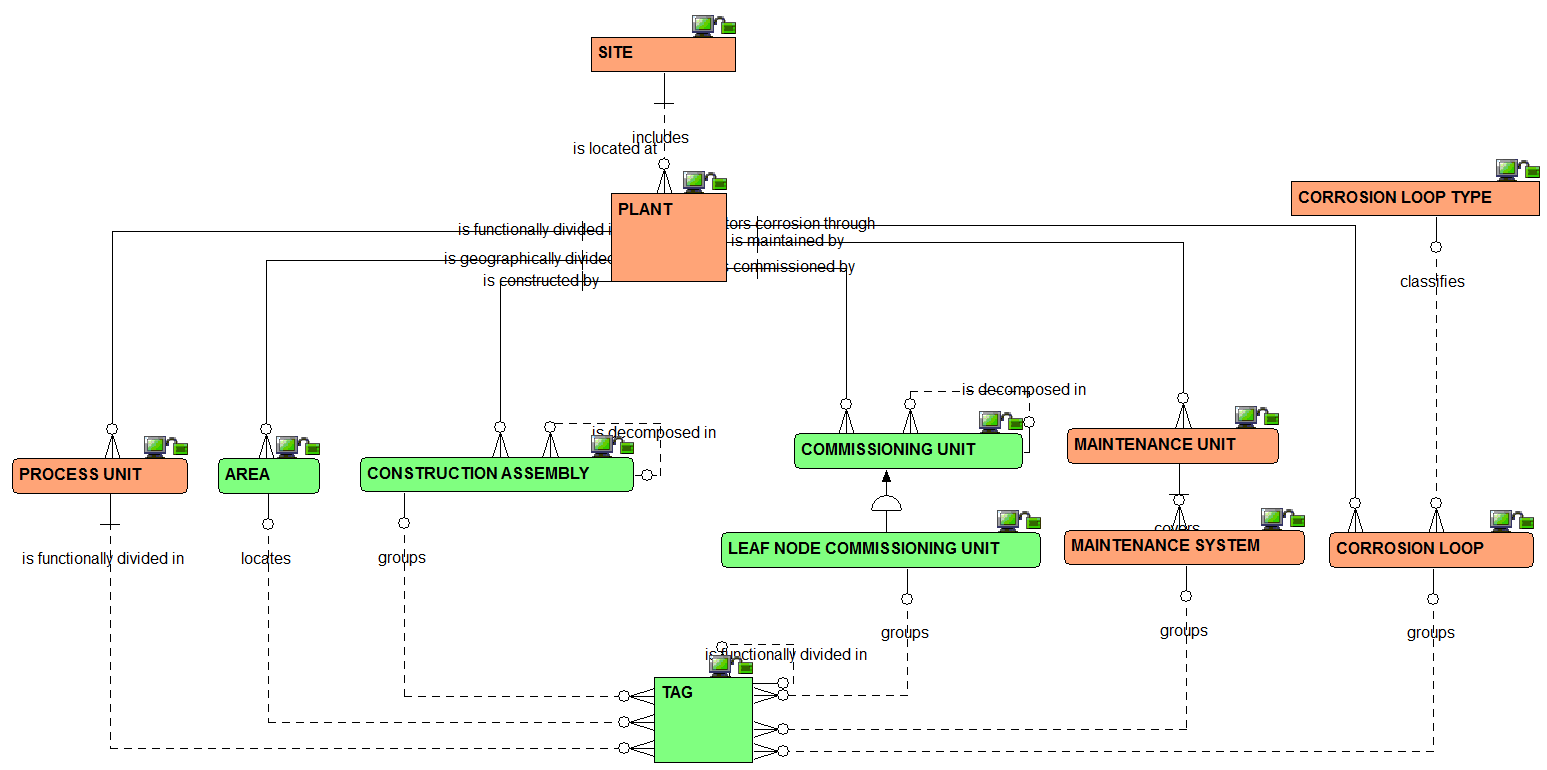 SITE
includes
is located at
PLANT
CORROSION LOOP TYPE
is functionally divided
tors corrosion through
is maintained by
is geographically divided
commissioned by
is constructed by
classifies
is decomposed in
is decomposed in
PROCESS UNIT
AREA
CONSTRUCTION ASSEMBLY
COMMISSIONING UNIT
MAINTENANCE UNIT
covers
LEAF NODE COMMISSIONING UNIT
MAINTENANCE SYSTEM
CORROSION LOOP
is functionally divided in
locates
groups
groups
groups
groups
is functionally divided in
TAG